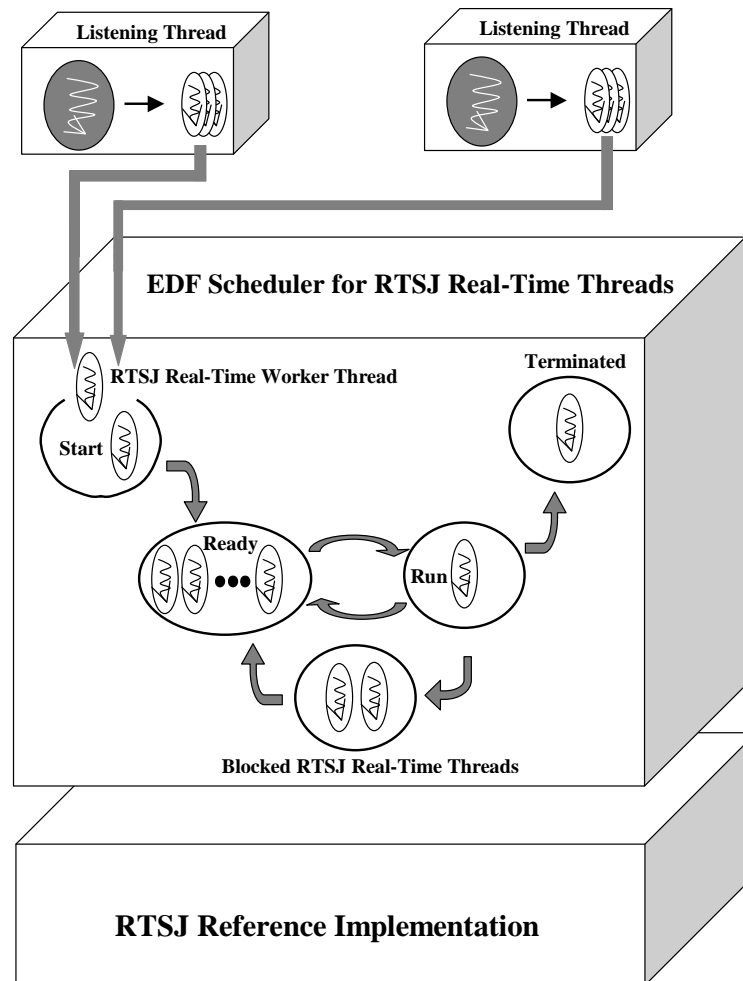 Listening Thread
Listening Thread
EDF Scheduler for RTSJ Real-Time Threads
RTSJ Real-Time Worker Thread
Terminated
Start
Ready
Run
Blocked RTSJ Real-Time Threads
RTSJ Reference Implementation